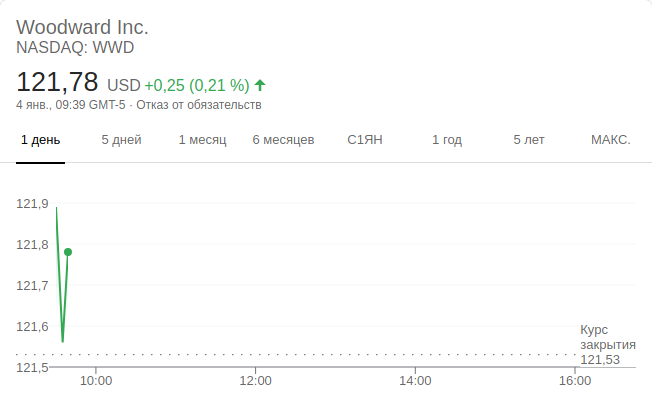 Woodward Inc.
NASDAQ: WWD
121,78 USD +0,25 (0,21 %)
4 янв., 09:39 GMT-5 · Отказ от обязательств
1 день 5 дней 1 месяц 6 месяцев С1ЯН 1 год 5 лет МАКС.
121,9
121,8
121,7
121,6
121,5
Курс
закрытия
121,53
10:00 12:00 14:00 16:00